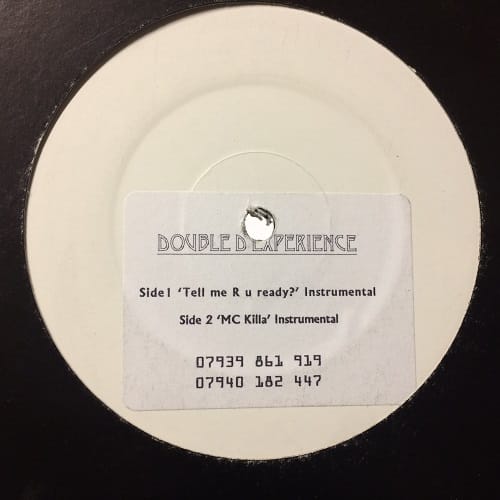 DOUBLE D EXPERIENCE
Side1 ‘Tell me R u ready?’ Instrumental
Side 2 ‘MC Killa’ Instrumental
07939 861 919
07940 182 447